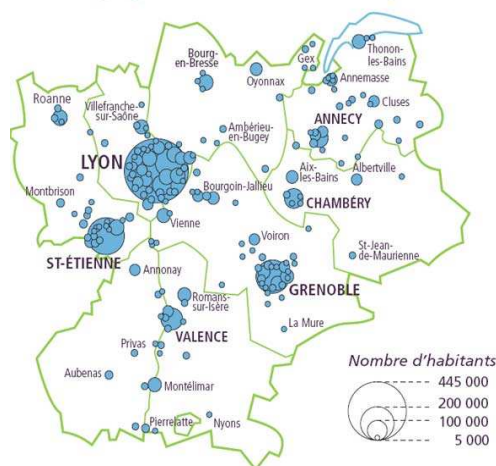 Bourg-
en-Bresse
Gex
Thonon-
les-Bains
Oyonnax
Annemasse
Roanne
Villefranche-
sur-Saône
Cluses
ANNECY
Ambérieu-
en-Bugey
LYON
Aix-
les-Bains
Albertville
Montbrison
Bourgoin-Jallieu
CHAMBÉRY
Vienne
Voiron
St-Jean-
de-Maurienne
ST-ÉTIENNE
Annonay
GRENOBLE
Romans-
sur-Isère
La Mure
VALENCE
Privas
Aubenas
Montélimar
Nyons
Pierrelatte
Nombre d'habitants
445 000
200 000
100 000
5 000